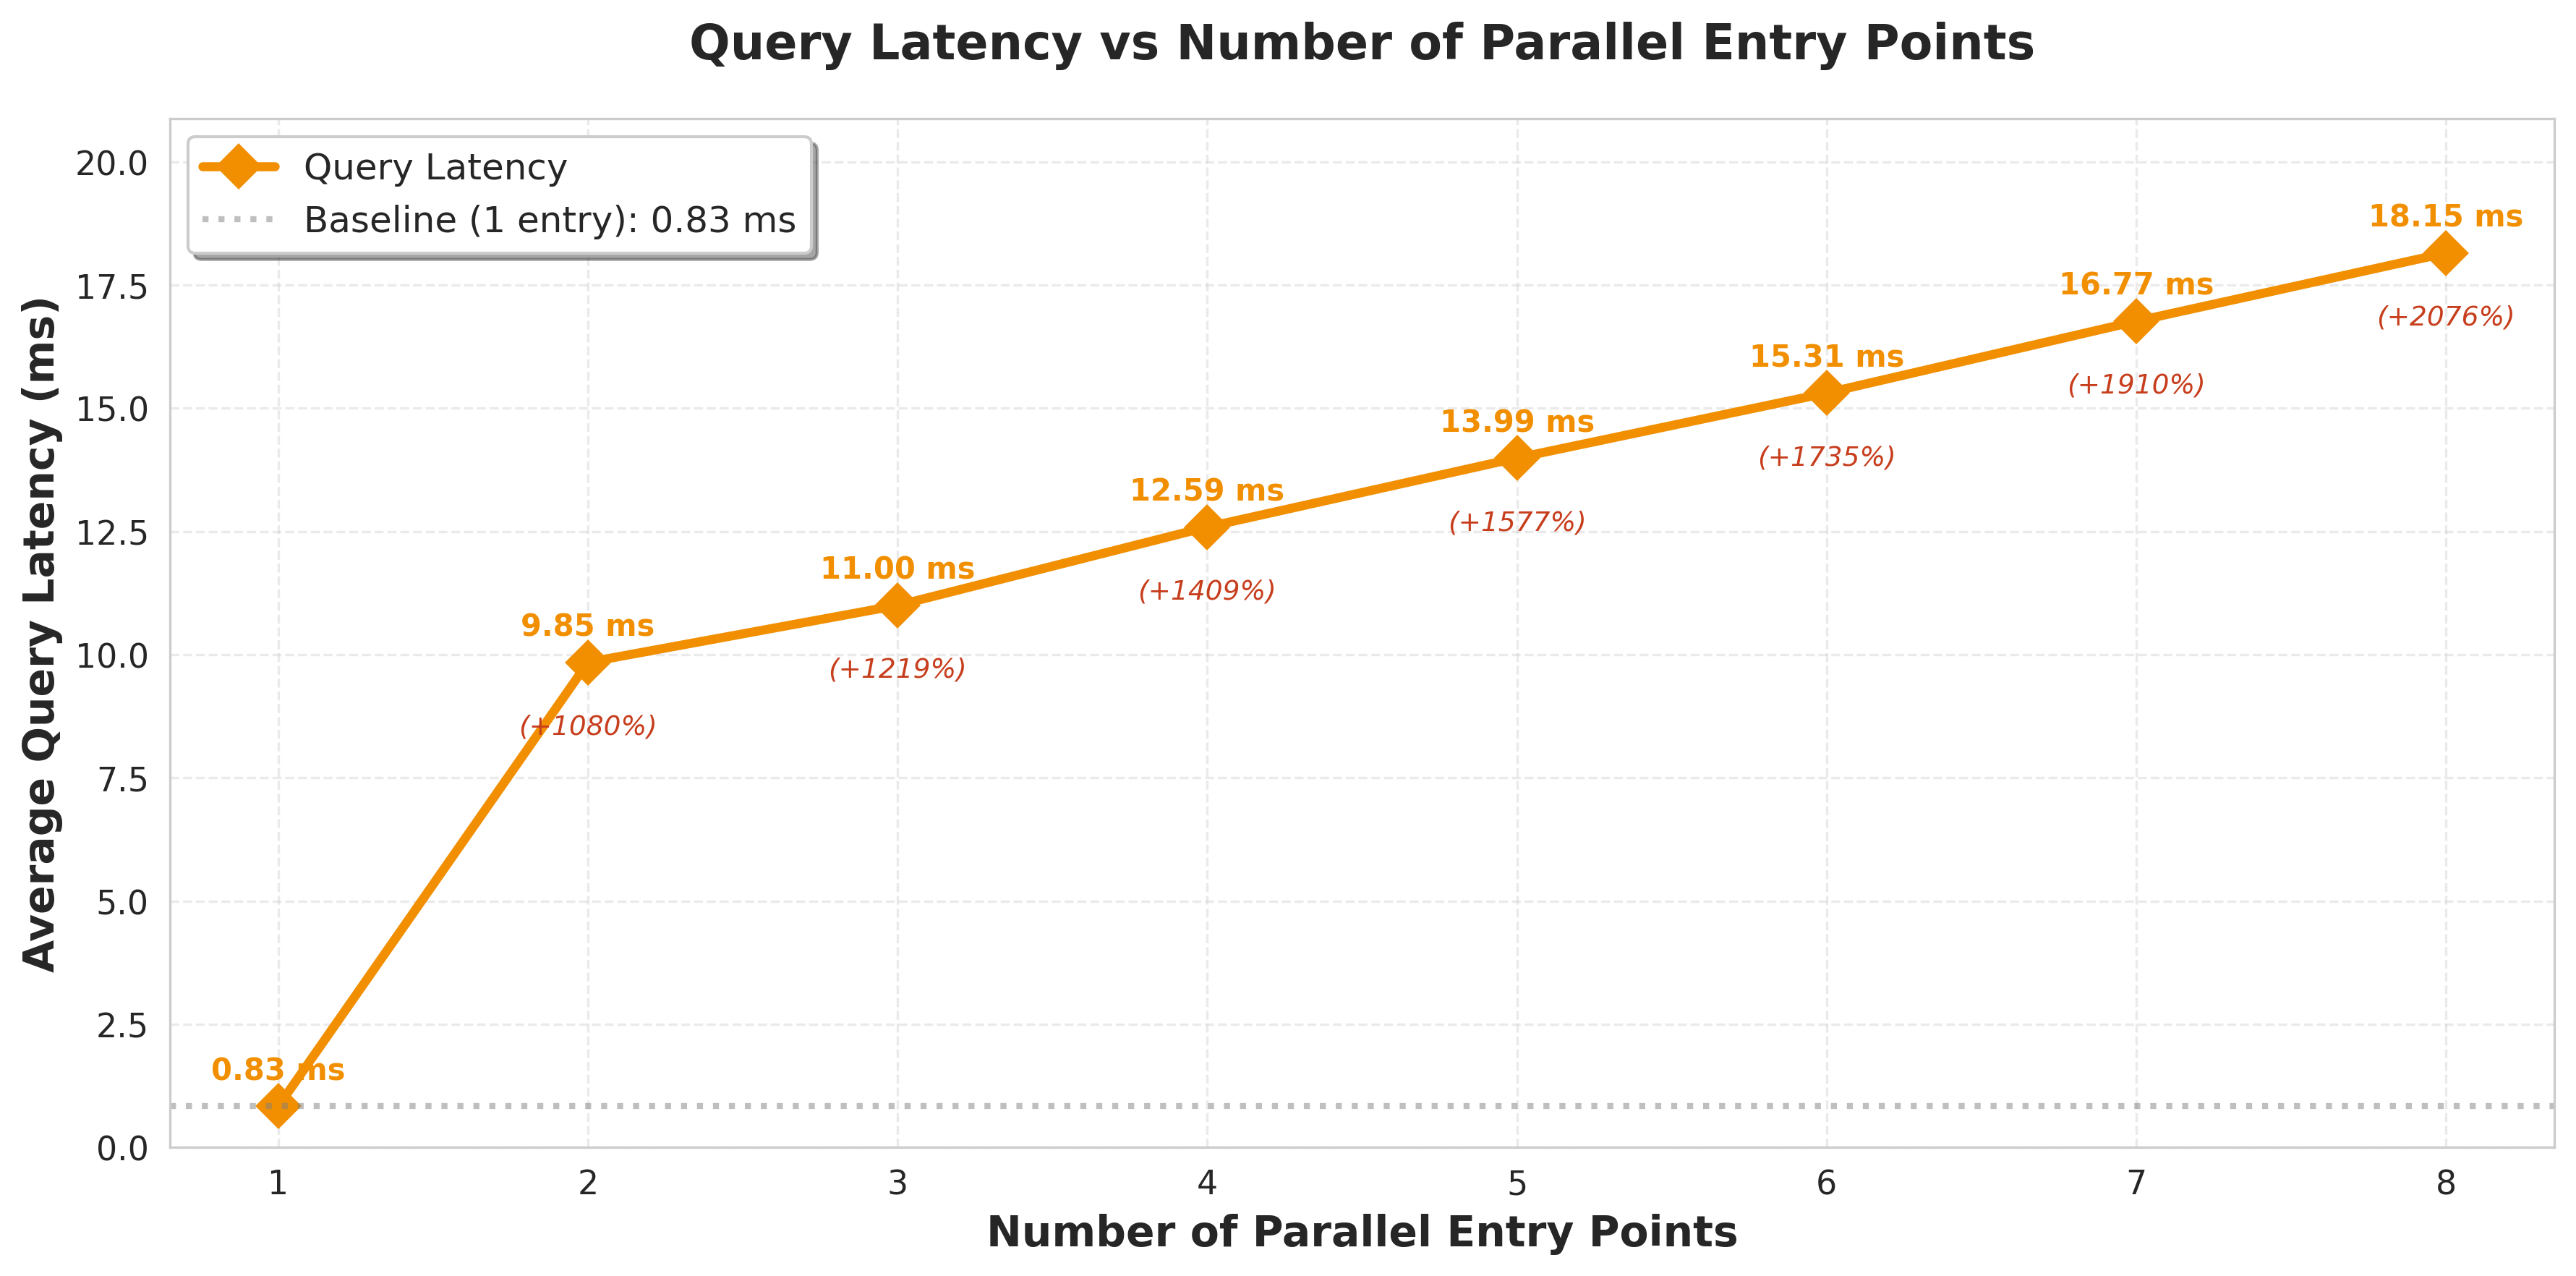 Query Latency vs Number of Parallel Entry Points
Query Latency
Baseline (1 entry): 0.83 ms
Average Query Latency (ms)
20.0
17.5
15.0
12.5
10.0
7.5
5.0
2.5
0.0
0.83 ms
9.85 ms
(+1080%)
11.00 ms
(+1219%)
12.59 ms
(+1409%)
13.99 ms
(+1577%)
15.31 ms
(+1735%)
16.77 ms
(+1910%)
18.15 ms
(+2076%)
1 2 3 4 5 6 7 8
Number of Parallel Entry Points